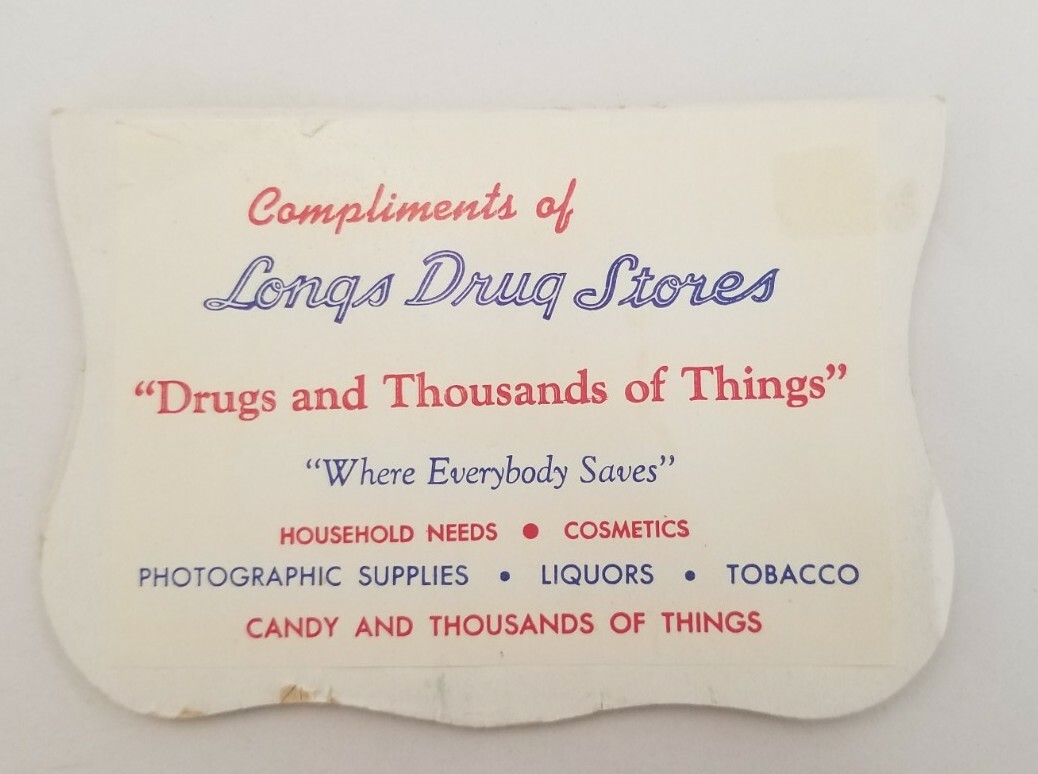 Compliments of
Longs Drug Stores
“Drugs and Thousands of Things”
“Where Everybody Saves”
HOUSEHOLD NEEDS • COSMETICS
PHOTOGRAPHIC SUPPLIES • LIQUORS • TOBACCO
CANDY AND THOUSANDS OF THINGS